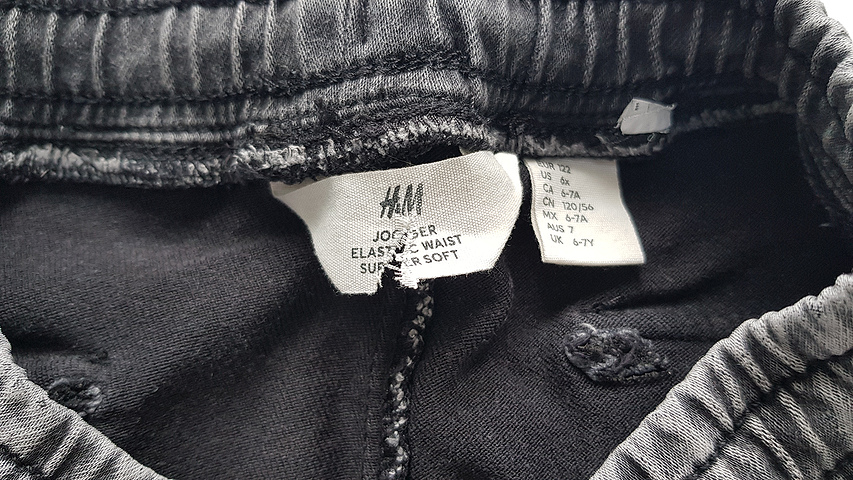 H&M
JOGGER
ELASTIC WAIST
SUPER SOFT
EUR 122
US 6x
CA 6-7A
CN 120/56
MX 6-7A
AUS 7
UK 6-7Y